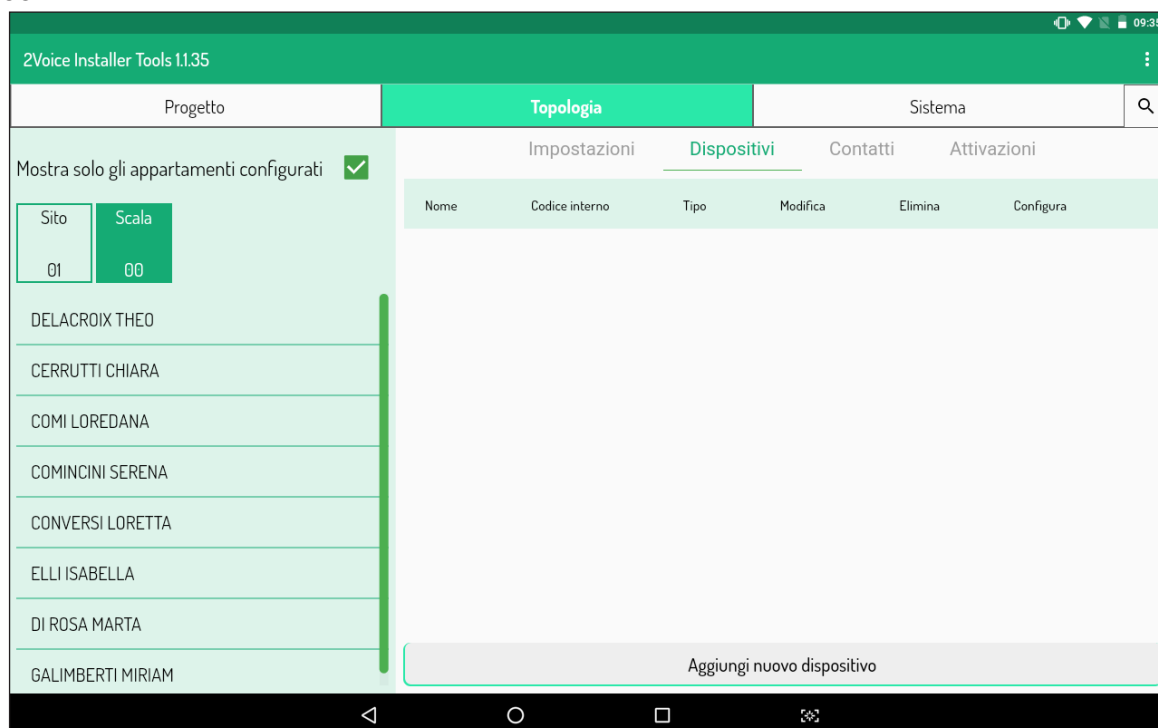 09:35
2Voice Installer Tools 1.1.35
Progetto Topologia Sistema
Impostazioni Dispositivi Contatti Attivazioni
Mostra solo gli appartamenti configurati
Nome Codice interno Tipo Modifica Elimina Configura
Sito Scala
01 00
DELACROIX THEO
CERRUTTI CHIARA
COMI LOREDANA
COMINCINI SERENA
CONVERSI LORETTA
ELLI ISABELLA
DI ROSA MARTA
GALIMBERTI MIRIAM
Aggiungi nuovo dispositivo